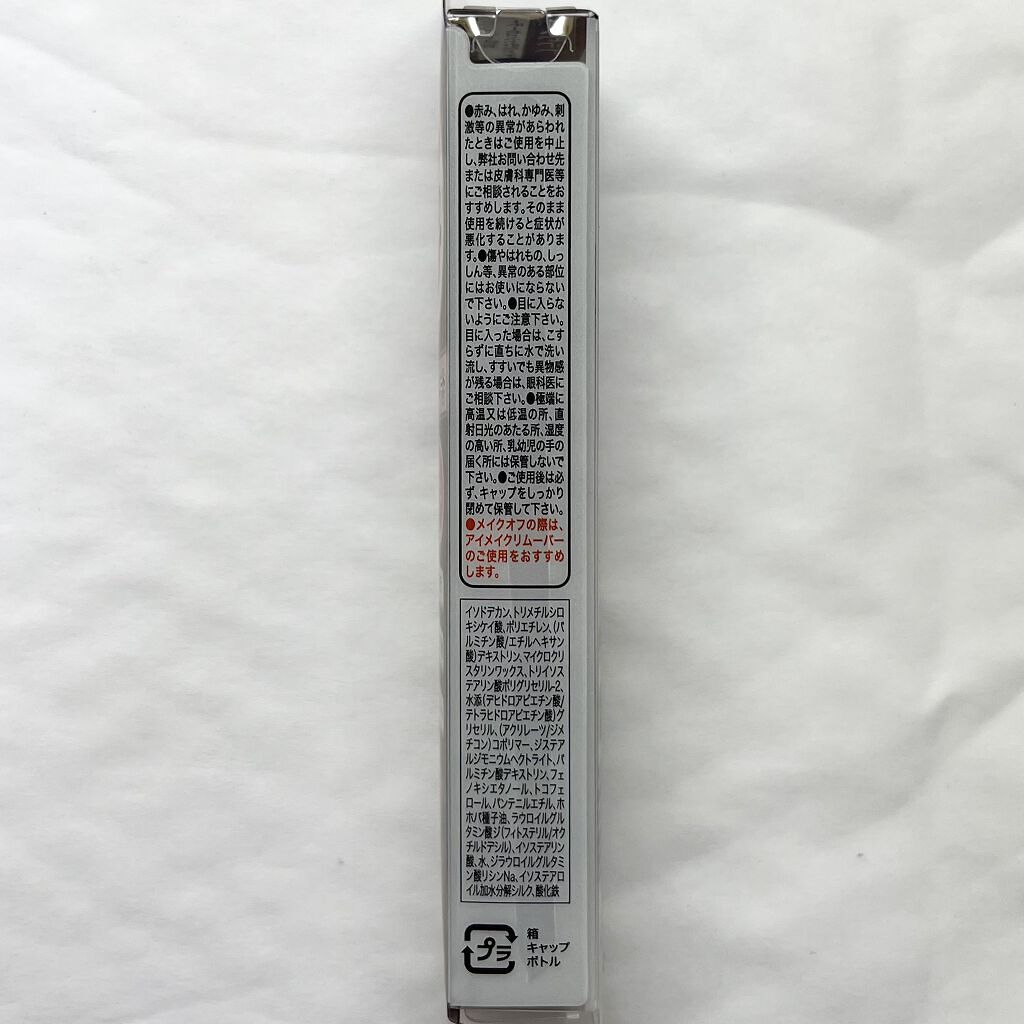 ●赤み、はれ、かゆみ、刺
激等の異常があらわれ
たときはご使用を中止
し、弊社お問い合わせ先
または皮膚科専門医等
にご相談されることをお
すすめします。そのまま
使用を続けると症状が
悪化することがありま
す。●傷やはれもの、しっ
しん等、異常のある部位
にはお使いにならない
で下さい。●目に入らな
いようにご注意下さい。
目に入った場合は、こす
らずに直ちに水で洗い
流し、すすいでも異物感
が残る場合は、眼科医に
ご相談下さい。●極端に
高温又は低温の所、直
射日光のあたる所、湿度
の高い所、乳幼児の手の
届く所には保管しないで
下さい。●ご使用後は必
ず、キャップをしっかり
閉めて保管して下さい。
●メイクオフの際は、
アイメイクリムーバー
のご使用をおすすめ
します。
イソドデカン、トリメチルシロ
キシケイ酸、ポリエチレン、(パ
ルミチン酸/エチルヘキサン
酸)デキストリン、マイクロクリ
スタリンワックス、トリイソス
テアリン酸ポリグリセリル-2、
水添(デヒドロアビエチン酸/
テトラヒドロアビエチン酸)グ
リセリル、(アクリレーツ/ジメ
チコン)コポリマー、ジステア
ルジモニウムヘクトライト、パ
ルミチン酸デキストリン、フェ
ノキシエタノール、トコフェ
ロール、パンテニルエチル、ホ
ホバ種子油、ラウロイルグル
タミン酸ジ(フィトステリル/オク
チルドデシル)、イソステアリン
酸、水、ジラウロイルグルタミ
ン酸リシンNa、イソステアロ
イル加水分解シルク、酸化鉄
プラ
箱
キャップ
ボトル